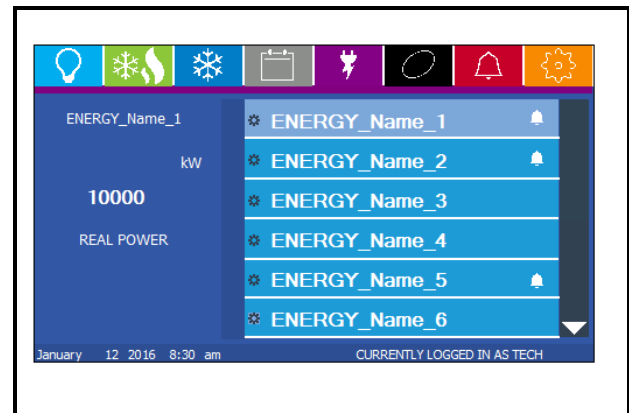 ENERGY_Name_1
kW
10000
REAL POWER
ENERGY_Name_1
ENERGY_Name_2
ENERGY_Name_3
ENERGY_Name_4
ENERGY_Name_5
ENERGY_Name_6
January 12 2016 8:30 am
CURRENTLY LOGGED IN AS TECH